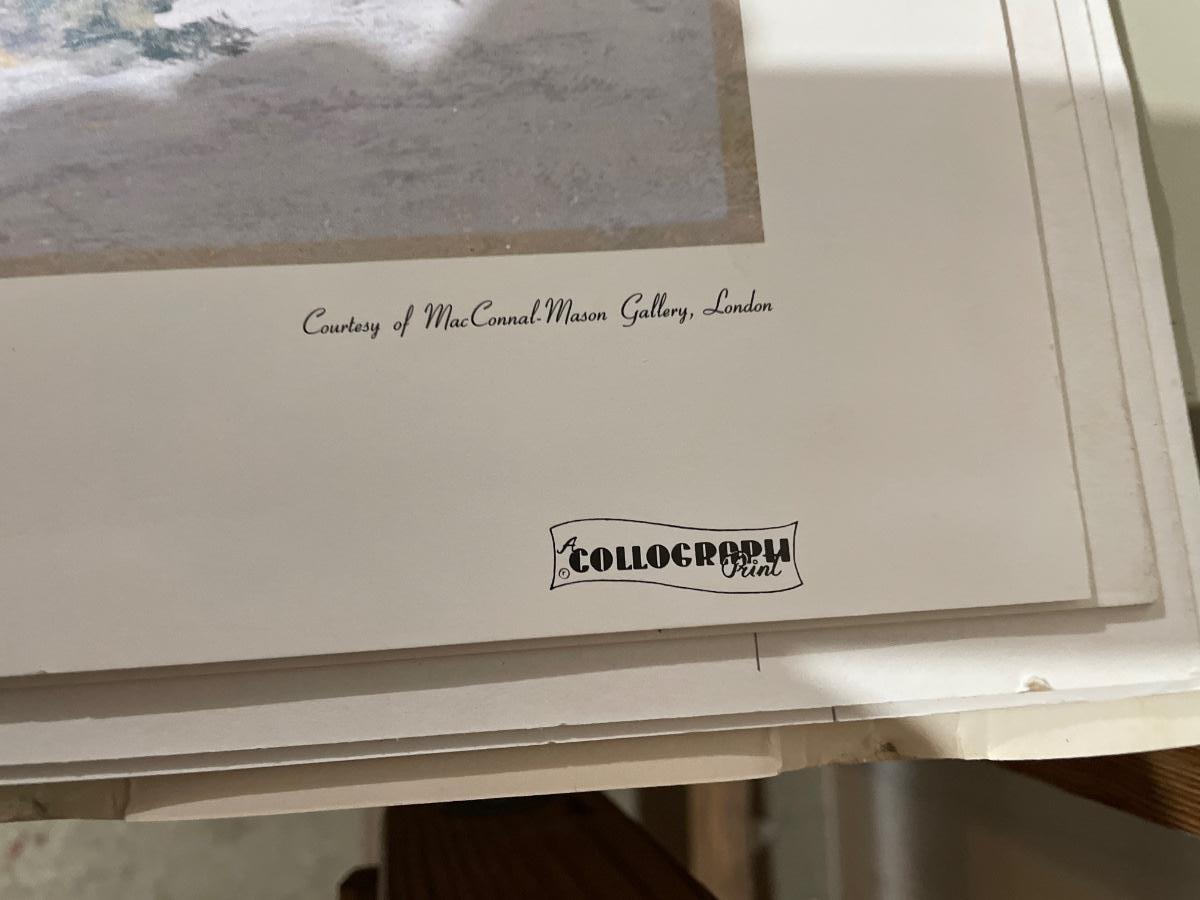 Courtesy of MacConnal-Mason Gallery, London
A COLLOGRAPH
® Print